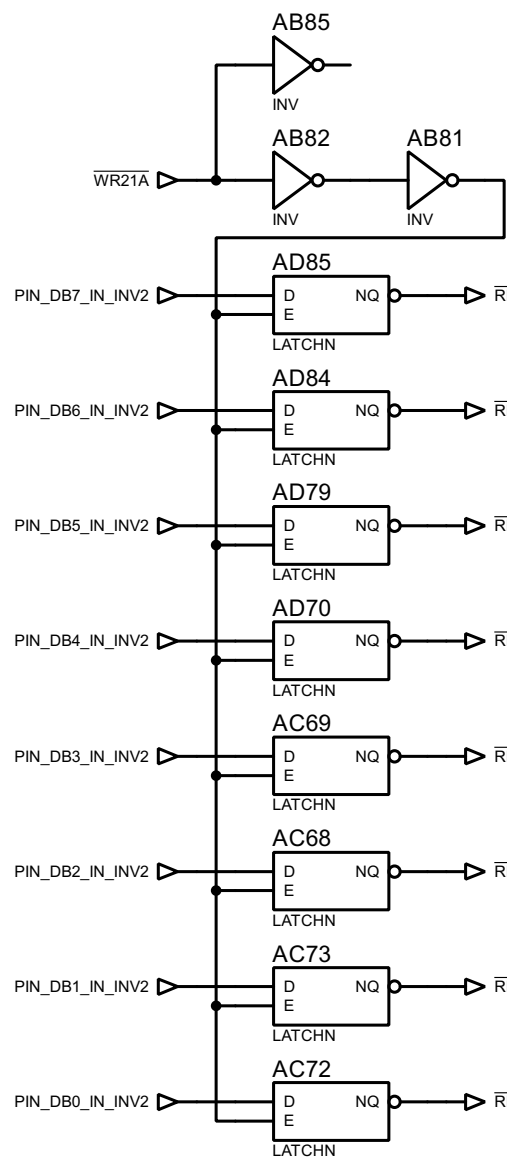 AB85
INV
AB82
AB81
WR21A
INV
INV
AD85
PIN_DB7_IN_INV2
D
NQ
R
E
LATCHN
AD84
PIN_DB6_IN_INV2
D
NQ
R
E
LATCHN
AD79
PIN_DB5_IN_INV2
D
NQ
R
E
LATCHN
AD70
PIN_DB4_IN_INV2
D
NQ
R
E
LATCHN
AC69
PIN_DB3_IN_INV2
D
NQ
R
E
LATCHN
AC68
PIN_DB2_IN_INV2
D
NQ
R
E
LATCHN
AC73
PIN_DB1_IN_INV2
D
NQ
R
E
LATCHN
AC72
PIN_DB0_IN_INV2
D
NQ
R
E
LATCHN